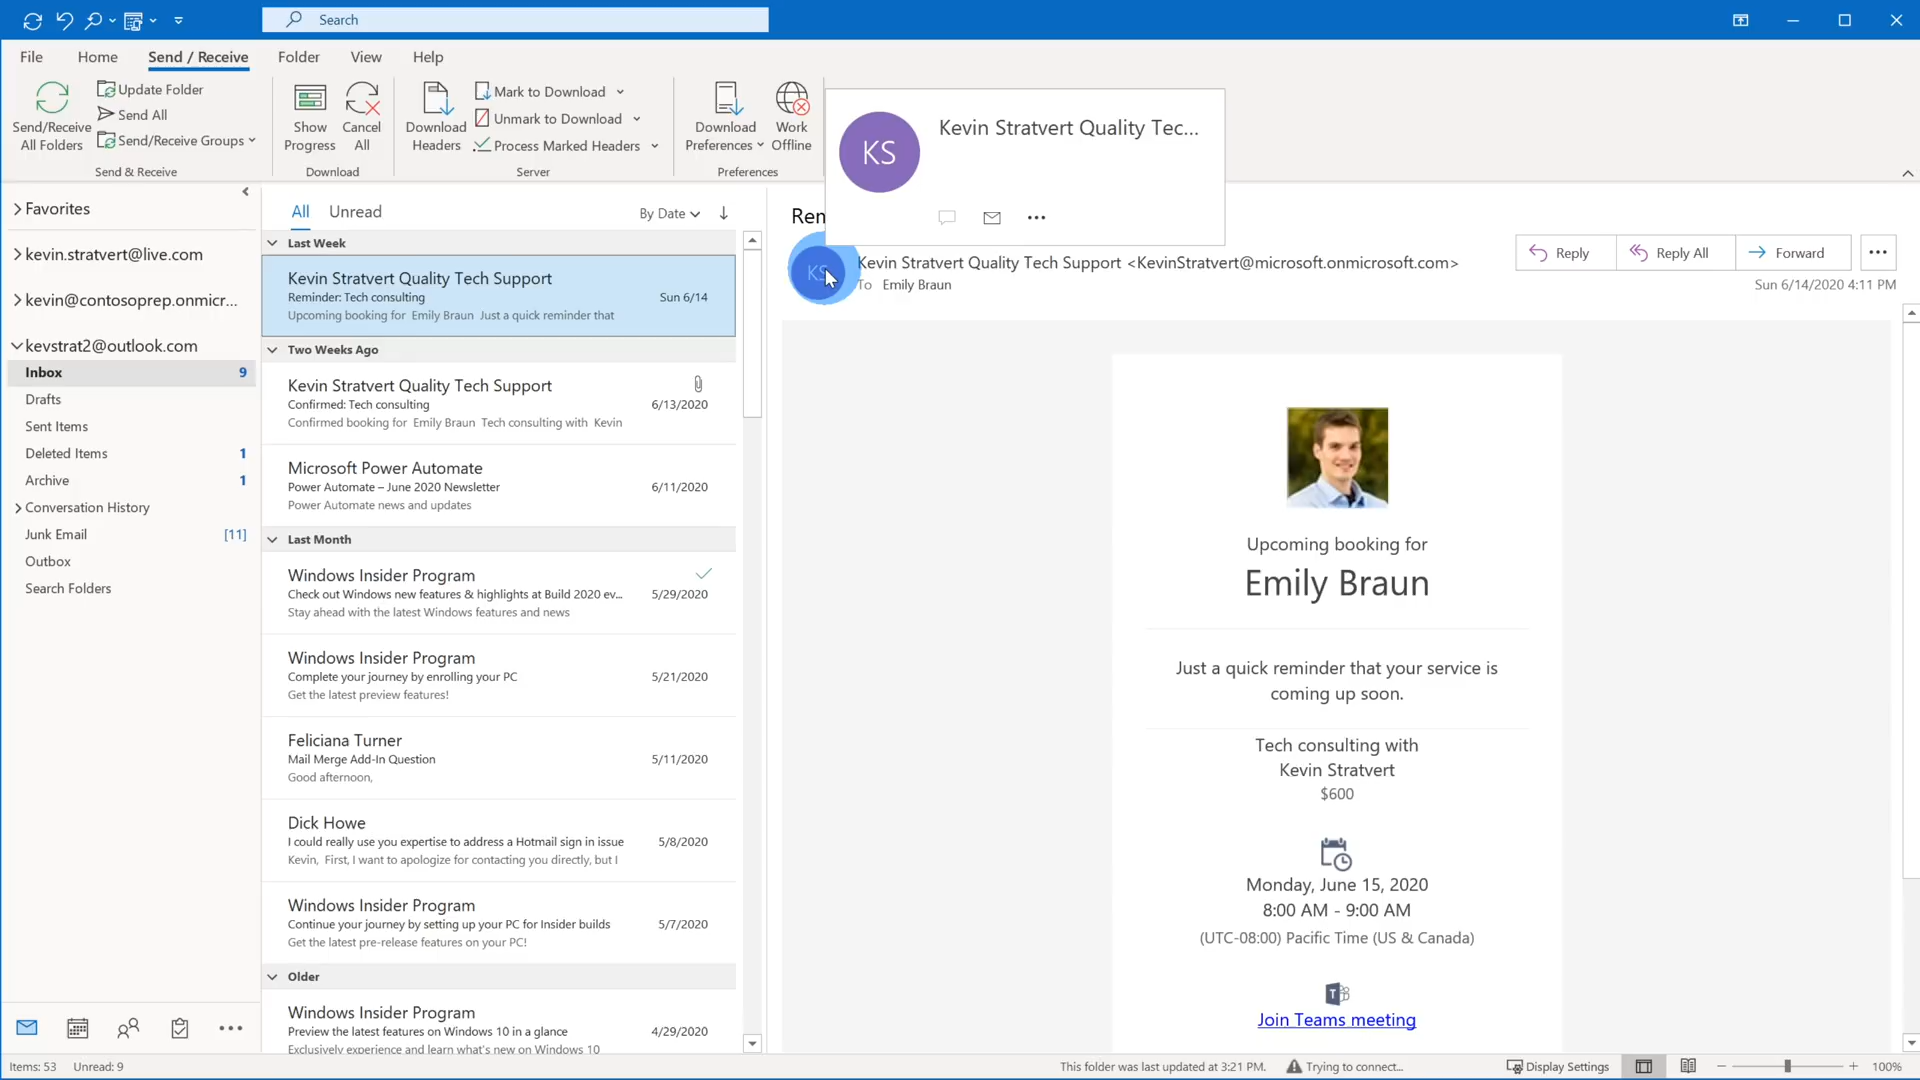 Search
File
Home
Send / Receive
Folder
View
Help
Send/Receive
All Folders
Update Folder
Send All
Send/Receive Groups
Send & Receive
Show
Progress
Cancel
All
Download
Download
Headers
Mark to Download
Unmark to Download
Process Marked Headers
Server
Download
Preferences
Work
Offline
Preferences
KS
Kevin Stratvert Quality Tec...
Favorites
kevin.stratvert@live.com
kevin@contosoprep.onmicr...
kevstrat2@outlook.com
Inbox 9
Drafts
Sent Items
Deleted Items 1
Archive 1
Conversation History
Junk Email [11]
Outbox
Search Folders
All
Unread
By Date
Last Week
Kevin Stratvert Quality Tech Support
Reminder: Tech consulting Sun 6/14
Upcoming booking for Emily Braun Just a quick reminder that
Two Weeks Ago
Kevin Stratvert Quality Tech Support
Confirmed: Tech consulting 6/13/2020
Confirmed booking for Emily Braun Tech consulting with Kevin
Microsoft Power Automate
Power Automate – June 2020 Newsletter 6/11/2020
Power Automate news and updates
Last Month
Windows Insider Program
Check out Windows new features & highlights at Build 2020 ev... 5/29/2020
Stay ahead with the latest Windows features and news
Windows Insider Program
Complete your journey by enrolling your PC 5/21/2020
Get the latest preview features!
Feliciana Turner
Mail Merge Add-In Question 5/11/2020
Good afternoon,
Dick Howe
I could really use you expertise to address a Hotmail sign in issue 5/8/2020
Kevin, First, I want to apologize for contacting you directly, but I
Windows Insider Program
Continue your journey by setting up your PC for Insider builds 5/7/2020
Get the latest pre-release features on your PC!
Older
Windows Insider Program
Preview the latest features on Windows 10 in a glance 4/29/2020
Exclusively experience and learn what's new on Windows 10
Ren
KS
Kevin Stratvert Quality Tech Support <KevinStratvert@microsoft.onmicrosoft.com>
To Emily Braun
Reply
Reply All
Forward
Sun 6/14/2020 4:11 PM
Upcoming booking for
Emily Braun
Just a quick reminder that your service is
coming up soon.
Tech consulting with
Kevin Stratvert
$600
Monday, June 15, 2020
8:00 AM - 9:00 AM
(UTC-08:00) Pacific Time (US & Canada)
Join Teams meeting
Items: 53 Unread: 9
This folder was last updated at 3:21 PM.
Trying to connect...
Display Settings
100%